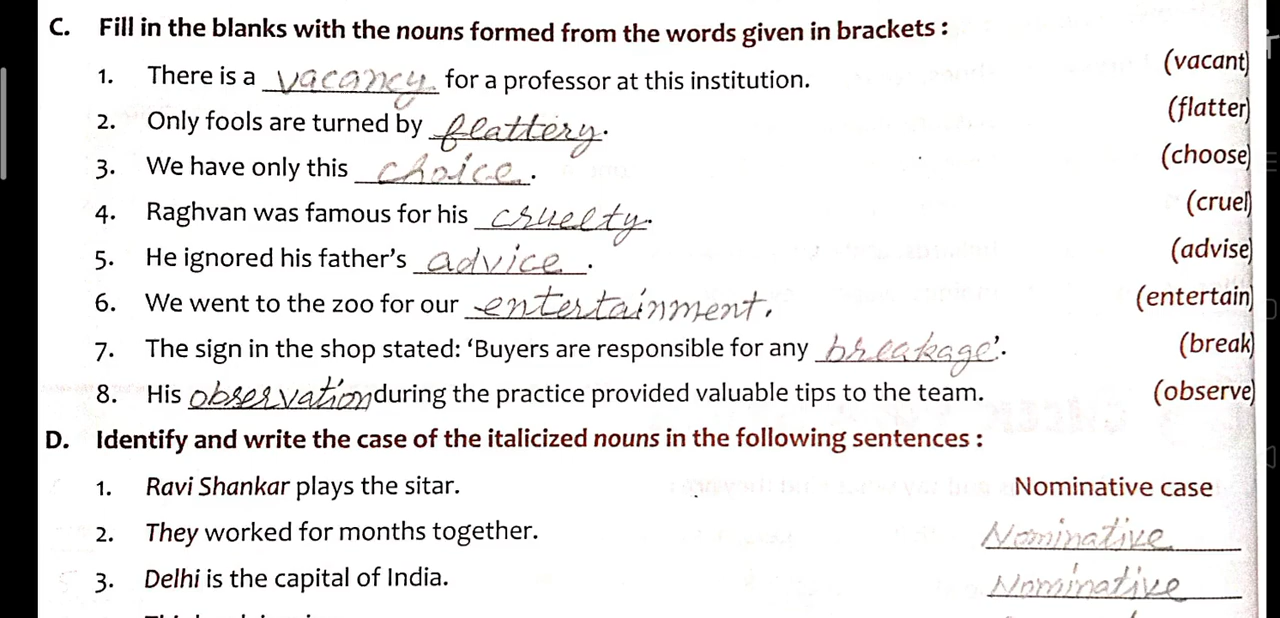 C. Fill in the blanks with the nouns formed from the words given in brackets :
1. There is a vacancy for a professor at this institution. (vacant)
2. Only fools are turned by flattery. (flatter)
3. We have only this choice. (choose)
4. Raghvan was famous for his cruelty. (cruel)
5. He ignored his father's advice. (advise)
6. We went to the zoo for our entertainment. (entertain)
7. The sign in the shop stated: 'Buyers are responsible for any breakage'. (break)
8. His observation during the practice provided valuable tips to the team. (observe)
D. Identify and write the case of the italicized nouns in the following sentences :
1. Ravi Shankar plays the sitar. Nominative case
2. They worked for months together. Nominative
3. Delhi is the capital of India. Nominative